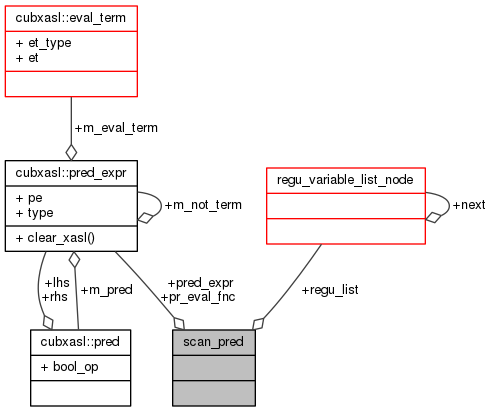 cubxasl::eval_term
+ et_type
+ et
+m_eval_term
cubxasl::pred_expr
+ pe
+ type
+ clear_xasl()
+m_not_term
regu_variable_list_node
+next
+lhs
+rhs
+m_pred
+pred_expr
+pr_eval_fnc
+regu_list
cubxasl::pred
+ bool_op
scan_pred